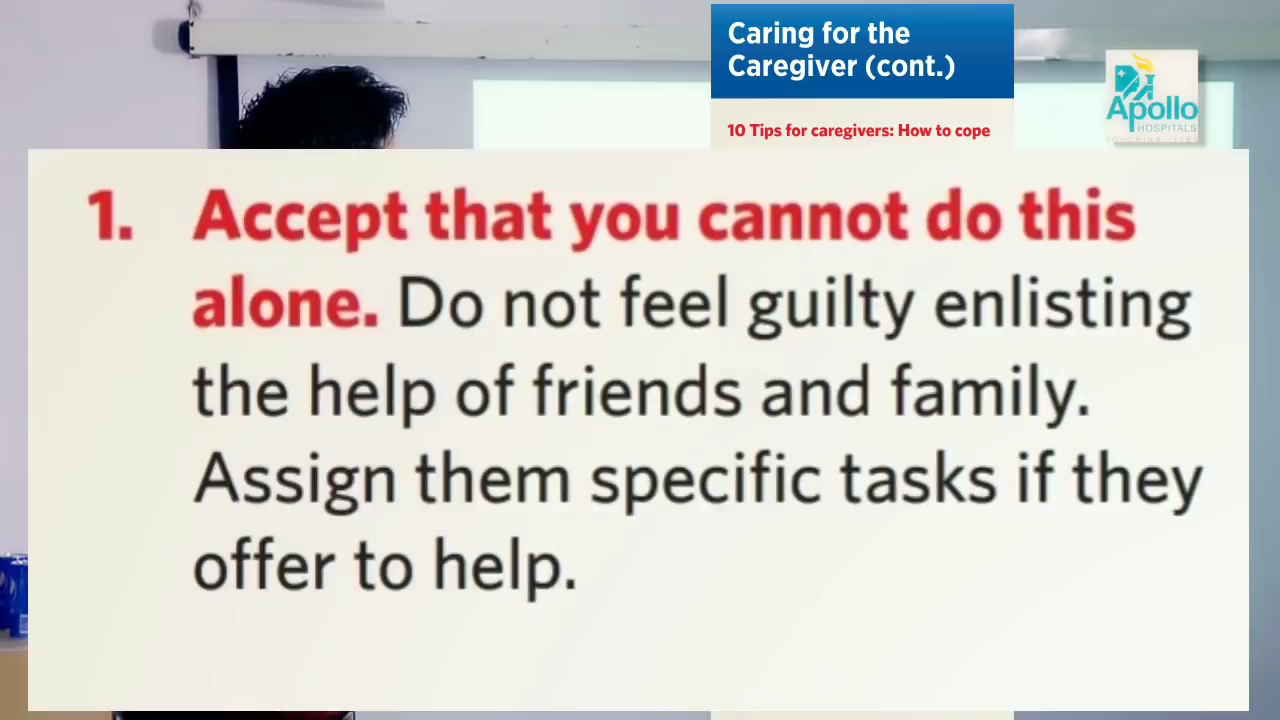 Caring for the
Caregiver (cont.)
Apollo
HOSPITALS
TOUCHING LIVES
10 Tips for caregivers: How to cope
1. Accept that you cannot do this
alone. Do not feel guilty enlisting
the help of friends and family.
Assign them specific tasks if they
offer to help.